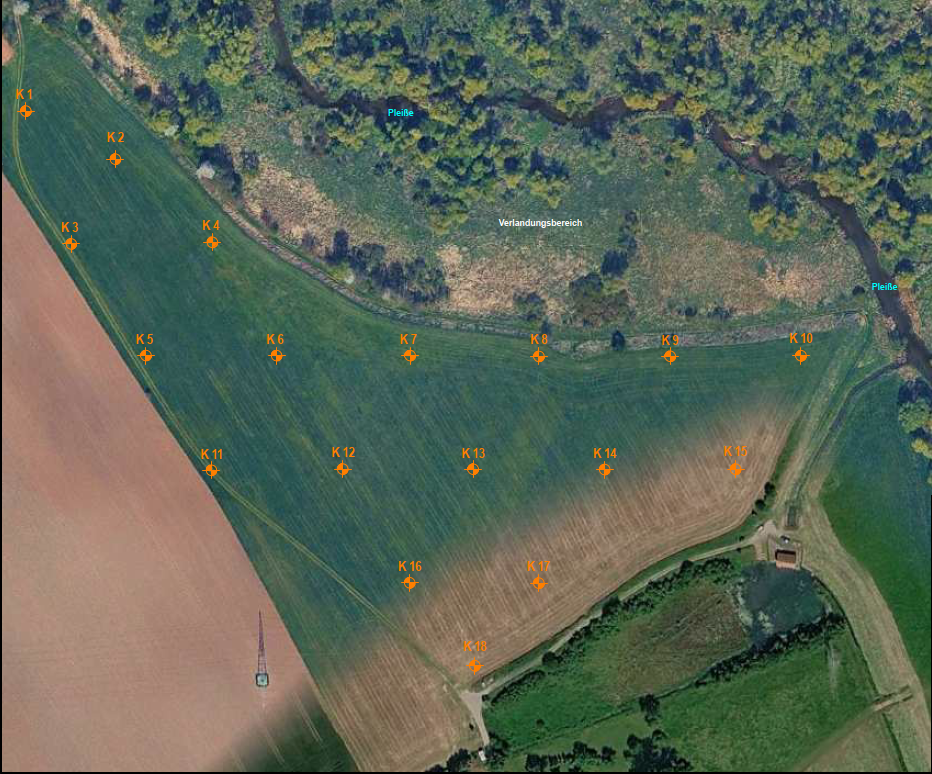 K 1
Pleiße
K 2
Verlandungsbereich
K 3
K 4
Pleiße
K 5
K 6
K 7
K 8
K 9
K 10
K 11
K 12
K 13
K 14
K 15
K 16
K 17
K 18